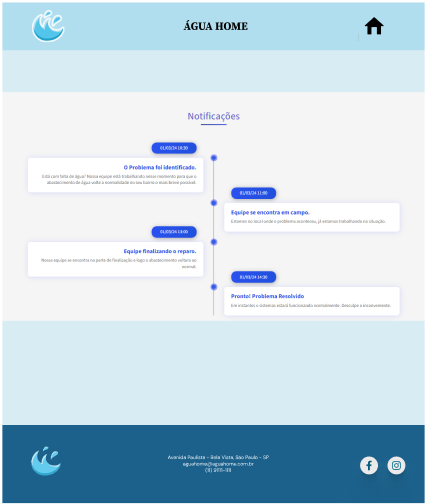 ÁGUA HOME
Notificações
01/03/24 10:30
O Problema foi identificado.
Está com falta de água? Nossa equipe está trabalhando nesse momento para que o
abastecimento de água volte a normalidade no seu bairro o mais breve possível.
01/03/24 11:00
Equipe se encontra em campo.
Estamos no local onde o problema aconteceu, já estamos trabalhando na situação.
01/03/24 13:00
Equipe finalizando o reparo.
Nossa equipe se encontra na parte de finalização e logo o abastecimento voltara ao
normal.
01/03/24 14:30
Pronto! Problema Resolvido
Em instantes o sistema estará funcionando normalmente. Desculpe o inconveniente.
Avenida Paulista - Bela Vista, São Paulo - SP
aguahome@aguahome.com.br